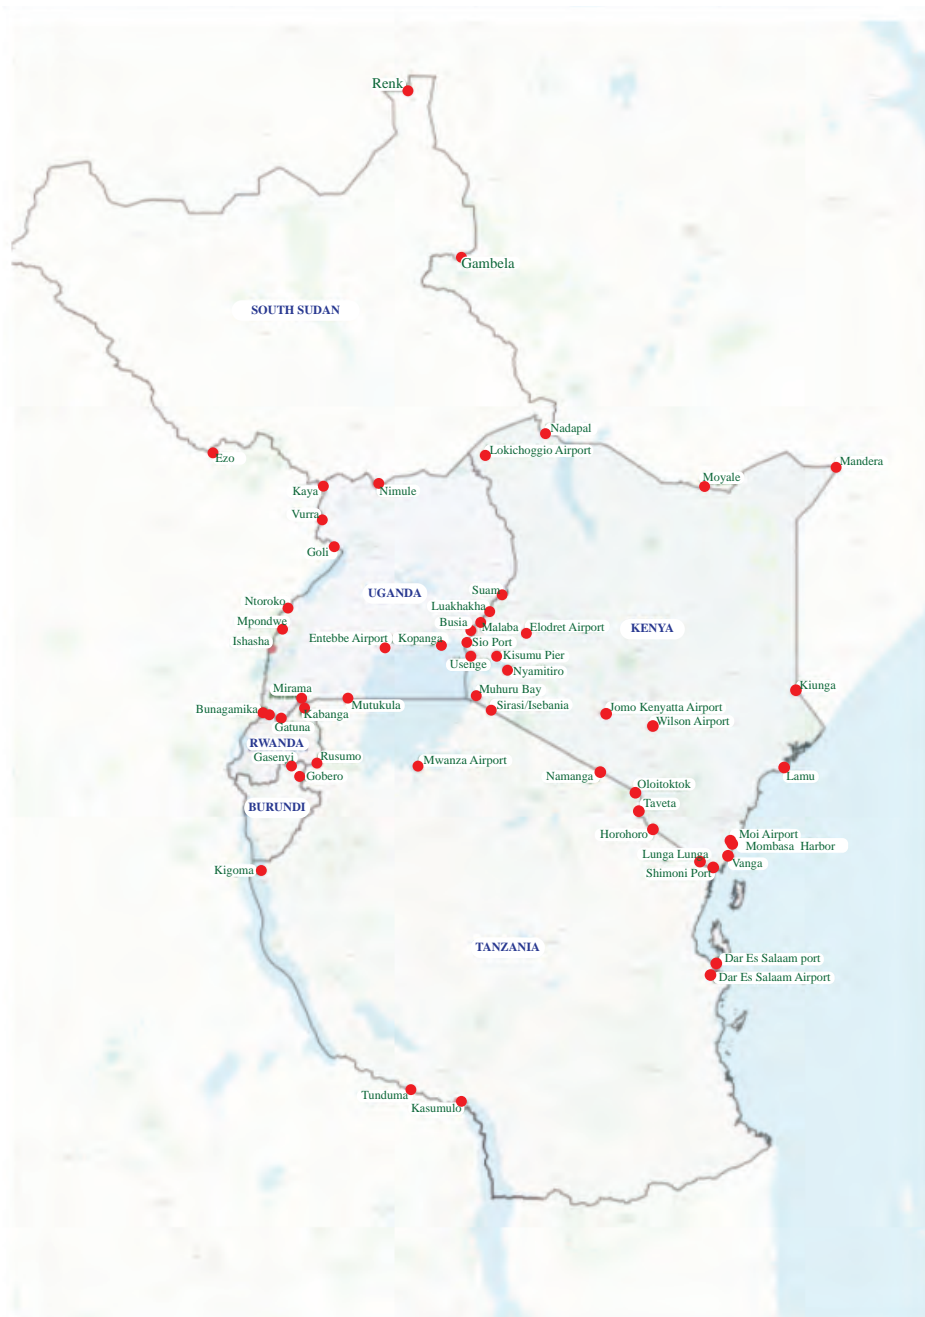 Renk
Gambela
SOUTH SUDAN
Nadapal
Lokichoggio Airport
Ezo
Mandera
Moyale
Kaya
Nimule
Vurra
Goli
UGANDA
Suam
Ntoroko
Luakhakha
Mpondwe
Busia
Malaba
Elodret Airport
KENYA
Ishasha
Entebbe Airport
Kopanga
Sio Port
Usenge
Kisumu Pier
Nyamitiro
Mirama
Muhuru Bay
Kiunga
Mutukula
Sirasi/Isebania
Bunagamika
Kabanga
Jomo Kenyatta Airport
Gatuna
Wilson Airport
RWANDA
Gasenyi
Rusumo
Mwanza Airport
Gobero
Namanga
Lamu
Oloitoktok
BURUNDI
Taveta
Horohoro
Moi Airport
Mombasa Harbor
Lunga Lunga
Vanga
Kigoma
Shimoni Port
TANZANIA
Dar Es Salaam port
Dar Es Salaam Airport
Tunduma
Kasumulo